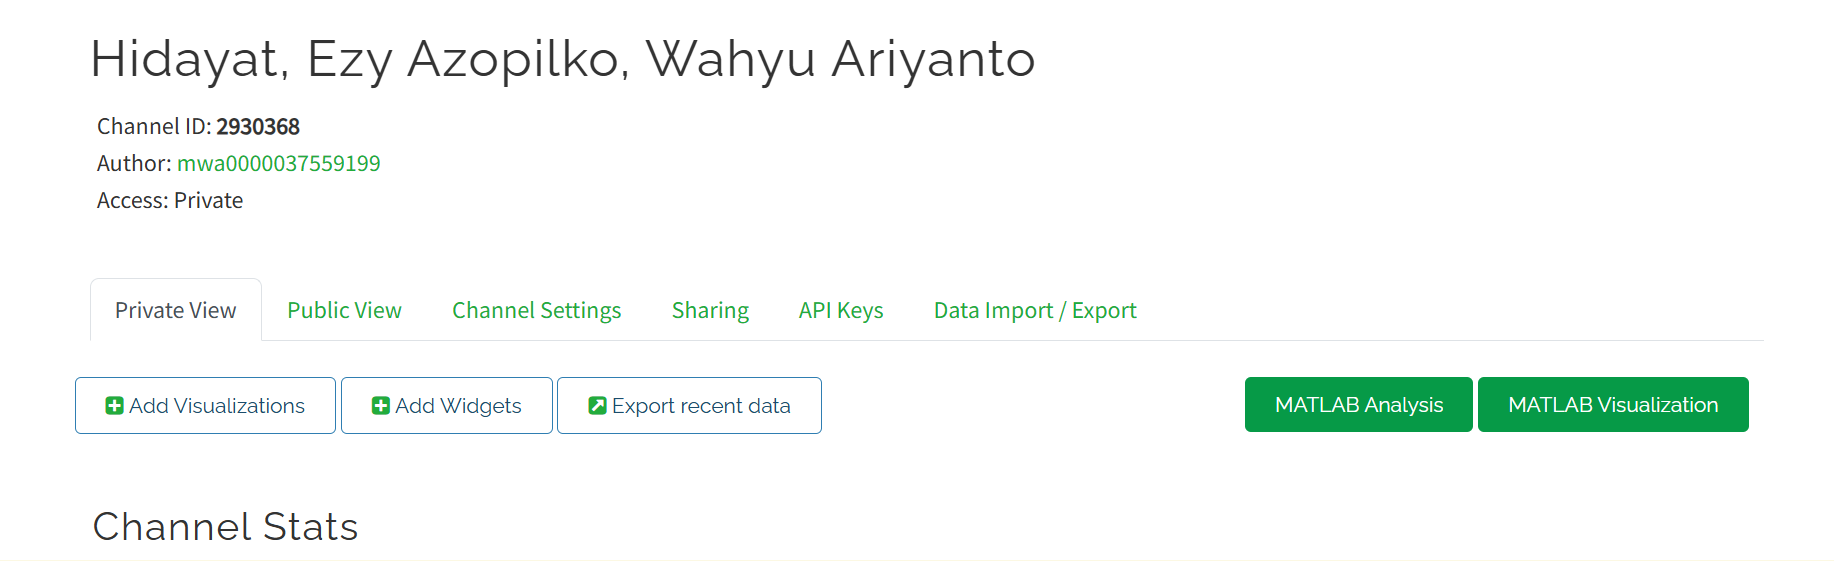 Hidayat, Ezy Azopilko, Wahyu Ariyanto
Channel ID: 2930368
Author: mwa0000037559199
Access: Private
Private View Public View Channel Settings Sharing API Keys Data Import / Export
Add Visualizations Add Widgets Export recent data MATLAB Analysis MATLAB Visualization
Channel Stats